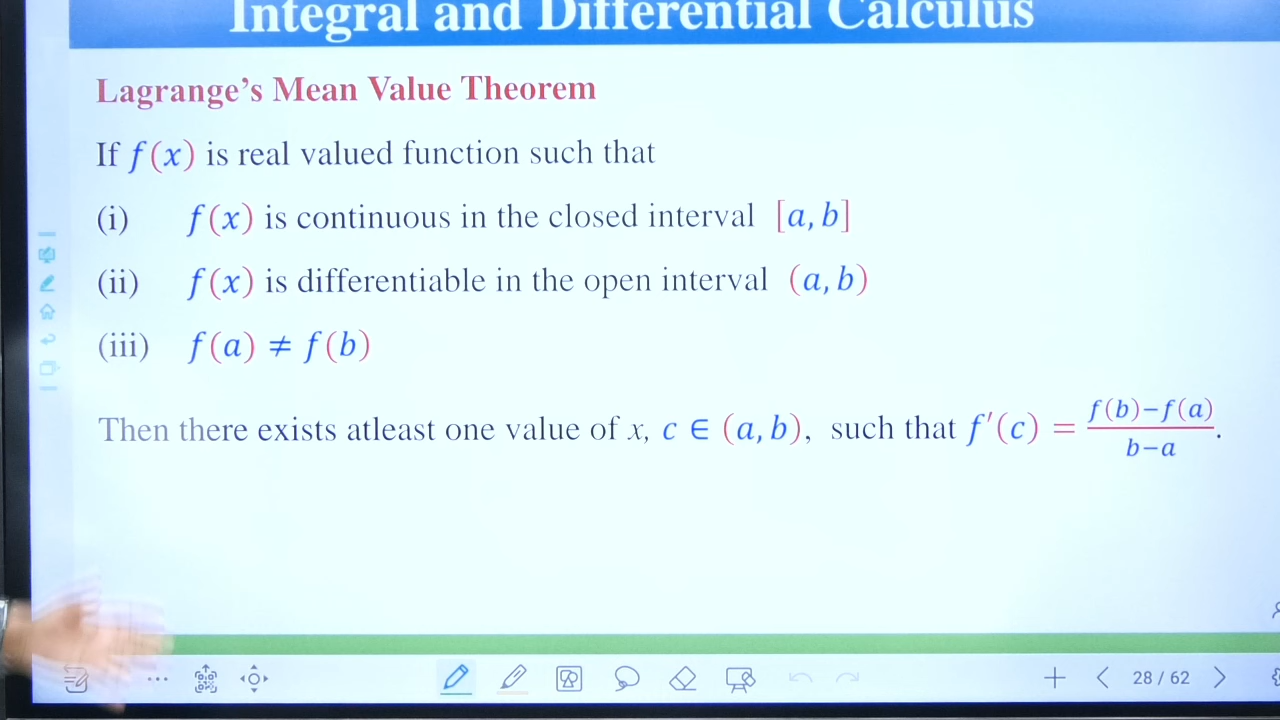 Integral and Differential Calculus
Lagrange's Mean Value Theorem
If f(x) is real valued function such that
(i) f(x) is continuous in the closed interval [a, b]
(ii) f(x) is differentiable in the open interval (a, b)
(iii) f(a) ≠ f(b)
Then there exists atleast one value of x, c ∈ (a, b), such that f′(c) = f(b)−f(a) / b−a.
28 / 62